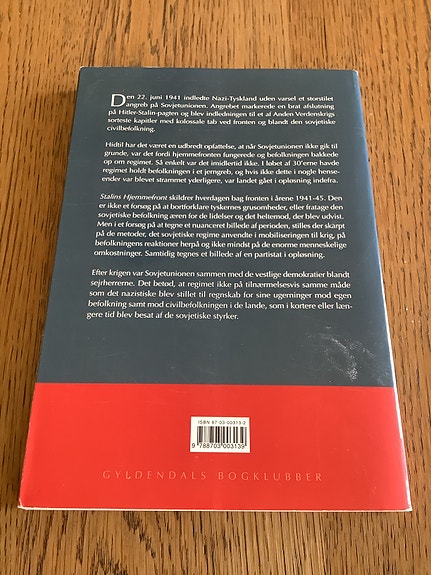 Den 22. juni 1941 indledte Nazi-Tyskland uden varsel et storstilet
angreb på Sovjetunionen. Angrebet markerede en brat afslutning
på Hitler-Stalin-pagten og blev indledningen til et af Anden Verdenskrigs
sorteste kapitler med kolossale tab ved fronten og blandt den sovjetiske
civilbefolkning.
Hidtil har det været en udbredt opfattelse, at når Sovjetunionen ikke gik til
grunde, var det fordi hjemmefronten fungerede og befolkningen bakkede
op om regimet. Så enkelt var det imidlertid ikke. I løbet af 30'erne havde
regimet holdt befolkningen i et jerngreb, og hvis ikke dette i nogle hense-
ender var blevet strammet yderligere, var landet gået i opløsning indefra.
Stalins Hjemmefront skildrer hverdagen bag fronten i årene 1941-45. Den
er ikke et forsøg på at bortforklare tyskernes grusomheder, eller fratage den
sovjetiske befolkning æren for de lidelser og det heltemod, der blev udvist.
Men i et forsøg på at tegne et nuanceret billede af perioden, stilles der skarpt
på de metoder, det sovjetiske regime anvendte i mobiliseringen til krig, på
befolkningens reaktioner herpå og ikke mindst på de enorme menneskelige
omkostninger. Samtidig tegnes et billede af en partistat i opløsning.
Efter krigen var Sovjetunionen sammen med de vestlige demokratier blandt
sejrherrerne. Det betød, at regimet ikke på tilnærmelsesvis samme måde
som det nazistiske blev stillet til regnskab for sine ugerninger mod egen
befolkning samt mod civilbefolkningen i de lande, som i kortere eller læn-
gere tid blev besat af de sovjetiske styrker.
ISBN 87-03-00313-2
9 788703 003139
GYLDENDALS BOGKLUBBER